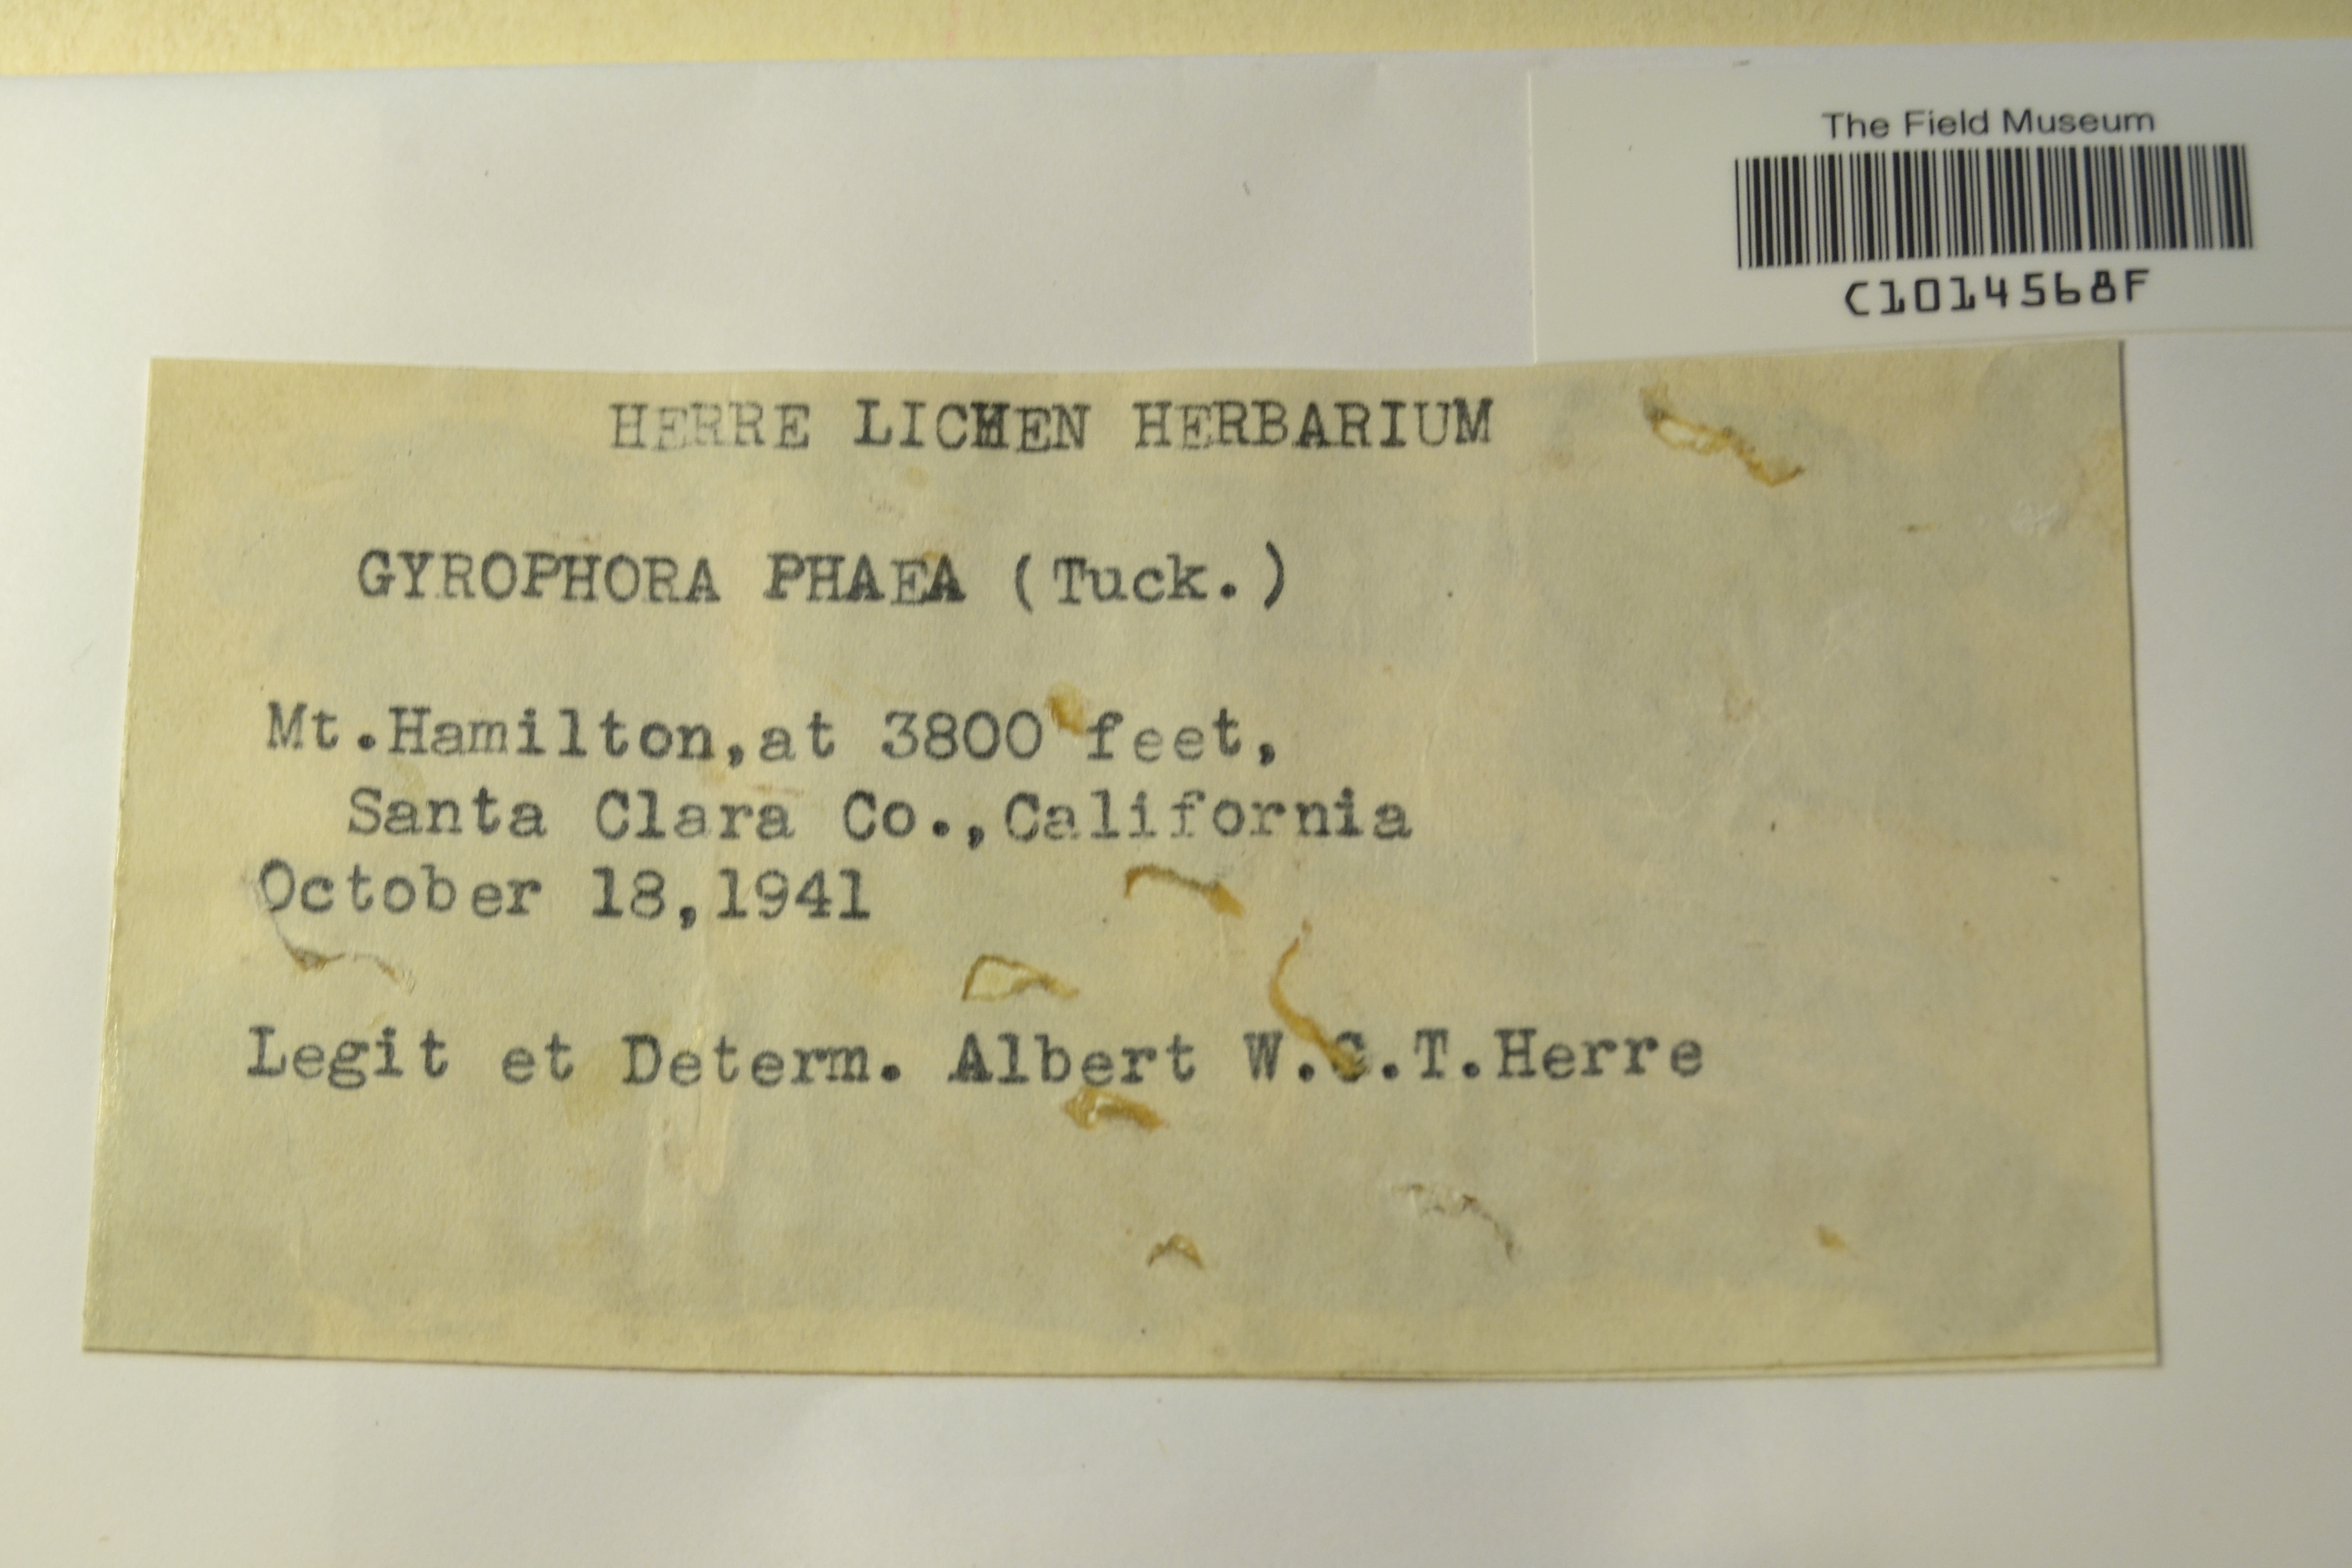 The Field Museum
C1014568F
HERRE LICHEN HERBARIUM
GYROPHORA PHAEA (Tuck.)
Mt.Hamilton,at 3800 feet,
Santa Clara Co.,California
October 18,1941
Legit et Determ. Albert W.C.T.Herre